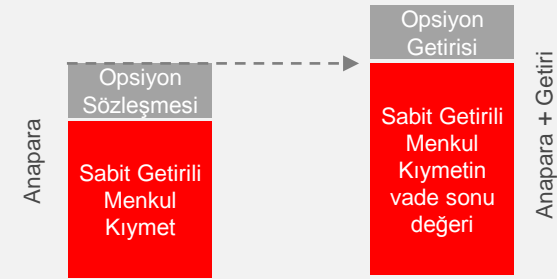 Anapara
Opsiyon
Sözleşmesi
Sabit Getirili
Menkul
Kıymet
Opsiyon
Getirisi
Sabit Getirili
Menkul
Kıymetin
vade sonu
değeri
Anapara + Getiri